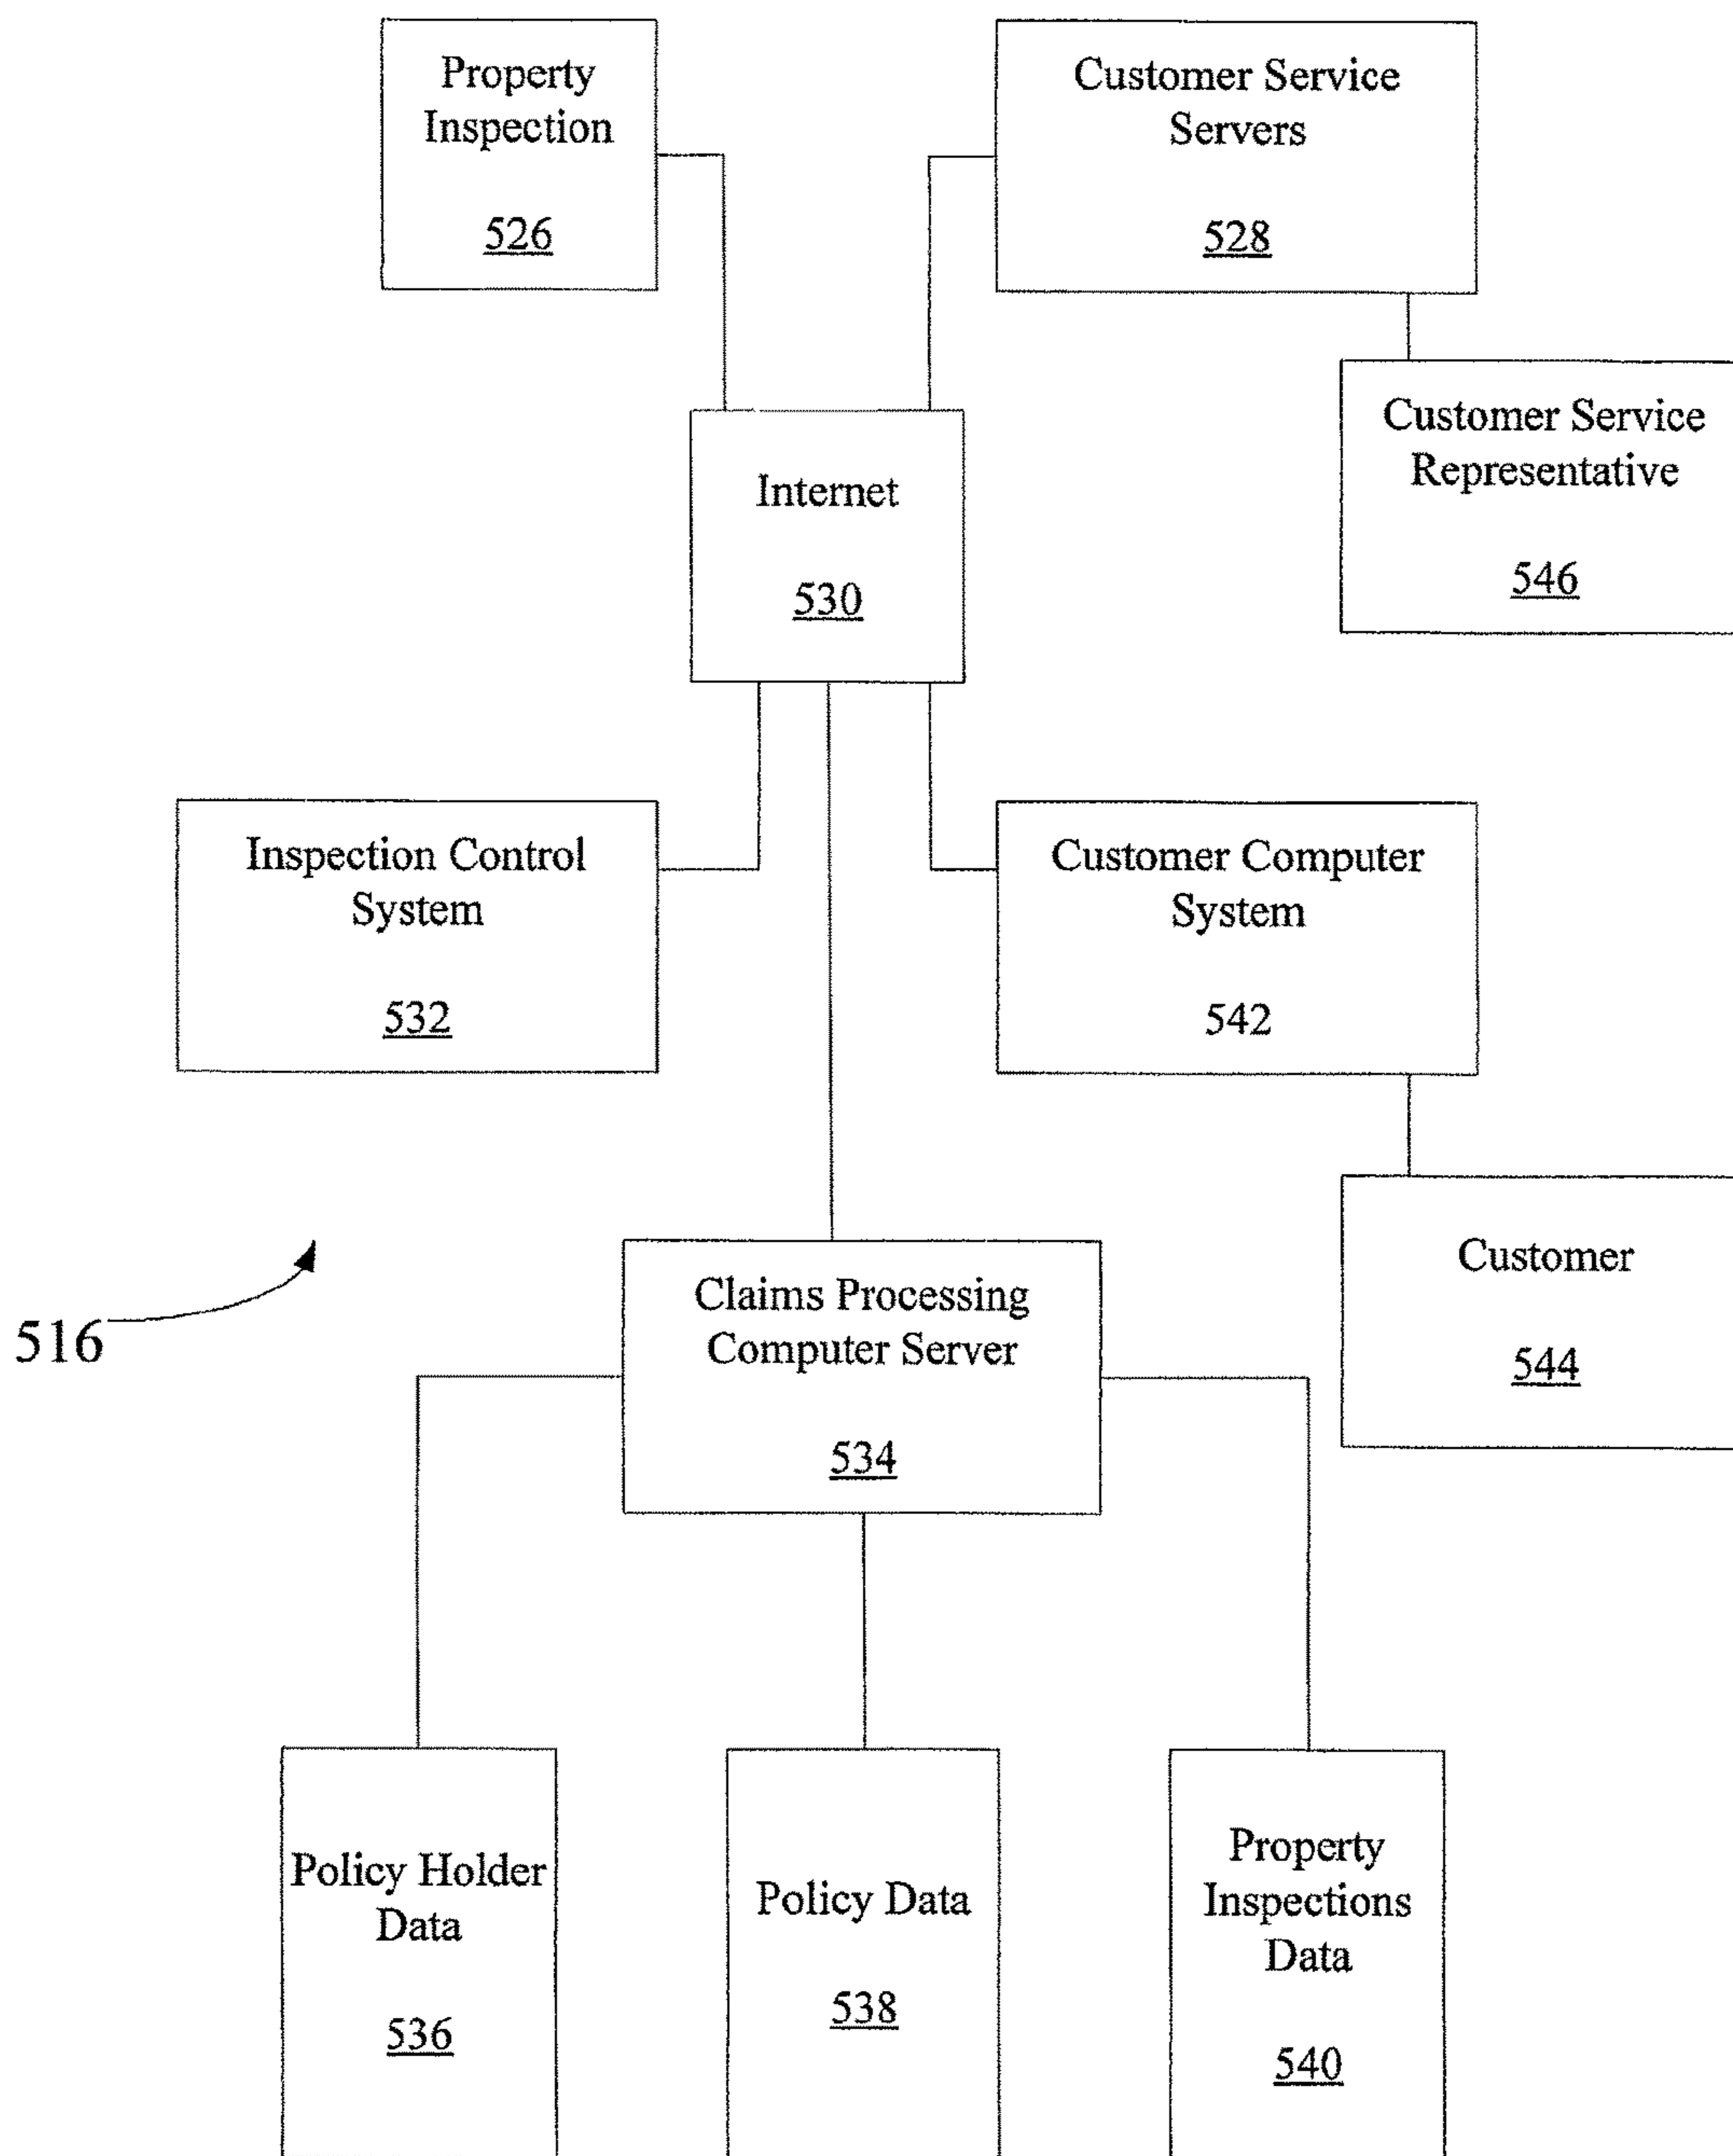 Property
Inspection
526
Customer Service
Servers
528
Customer Service
Representative
546
Internet
530
Inspection Control
System
532
Customer Computer
System
542
516
Claims Processing
Computer Server
534
Customer
544
Policy Holder
Data
536
Policy Data
538
Property
Inspections
Data
540